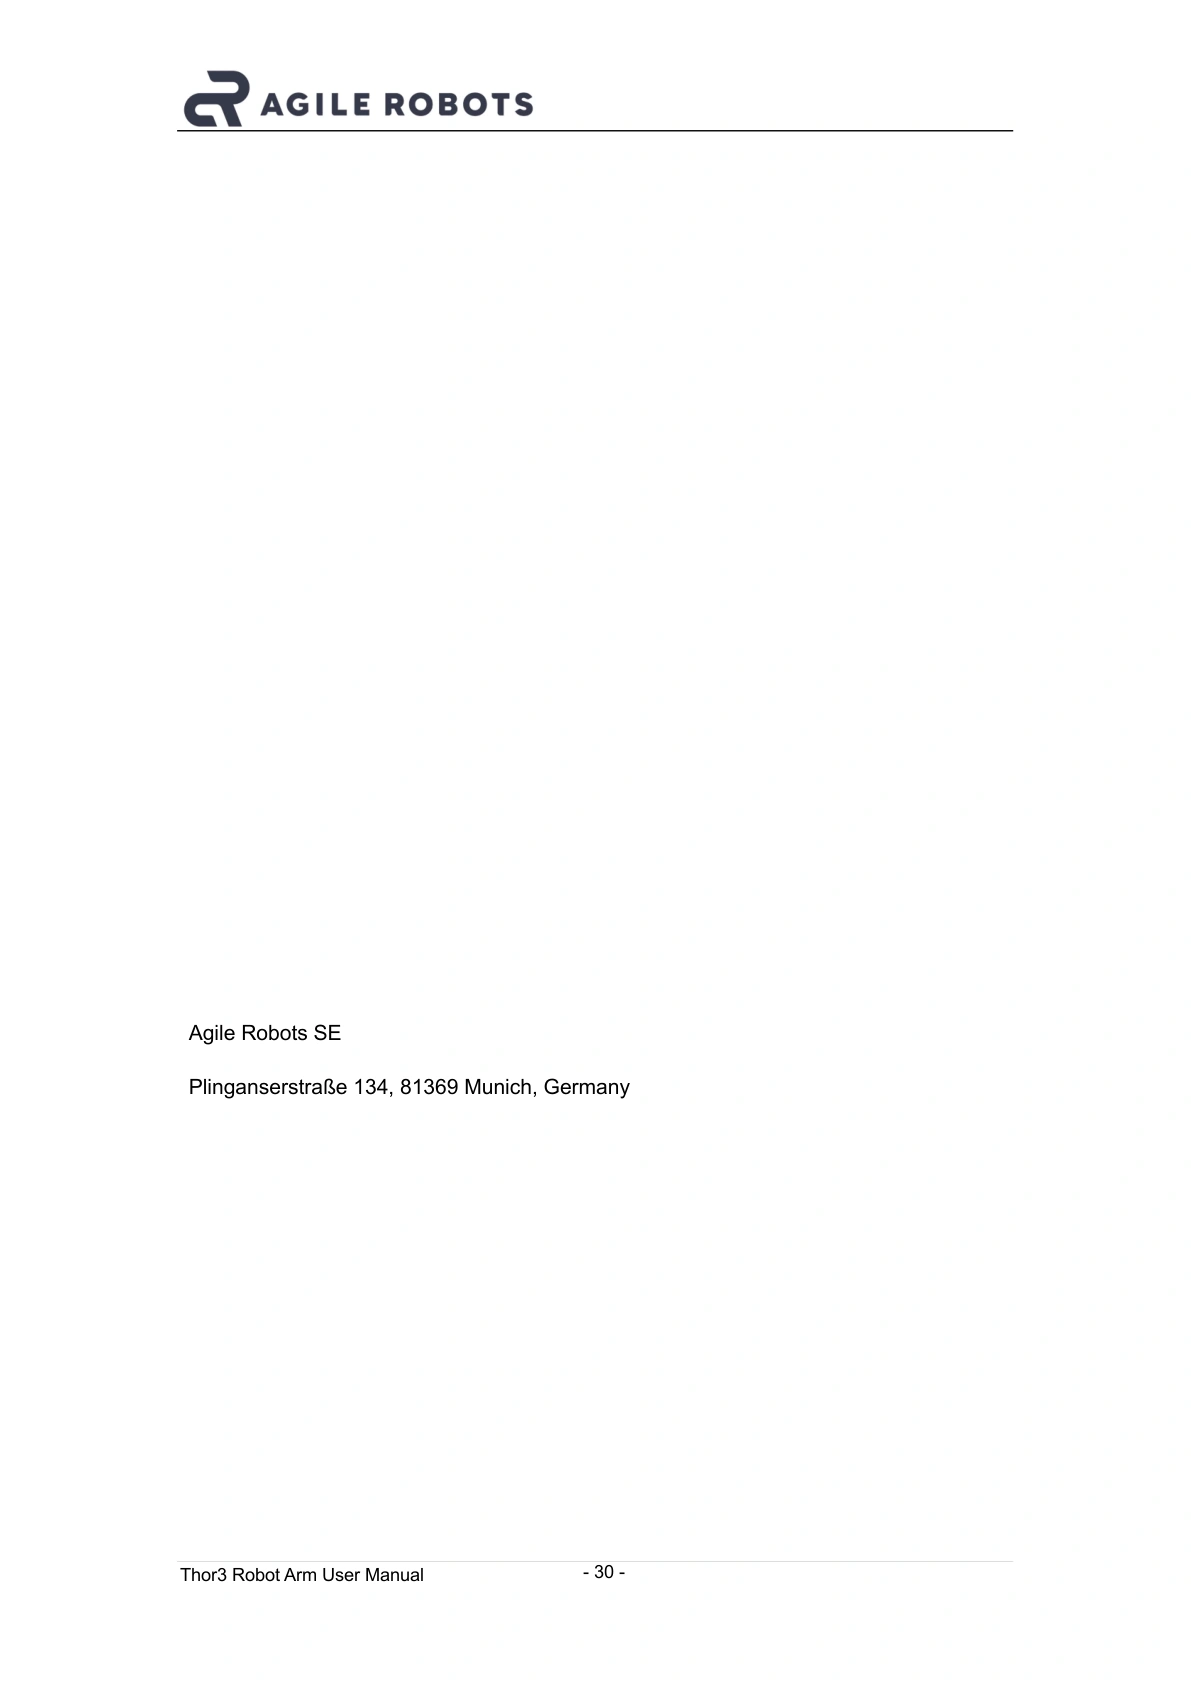 AGILE ROBOTS
Agile Robots SE
Plinganserstraße 134, 81369 Munich, Germany
Thor3 Robot Arm User Manual - 30 -